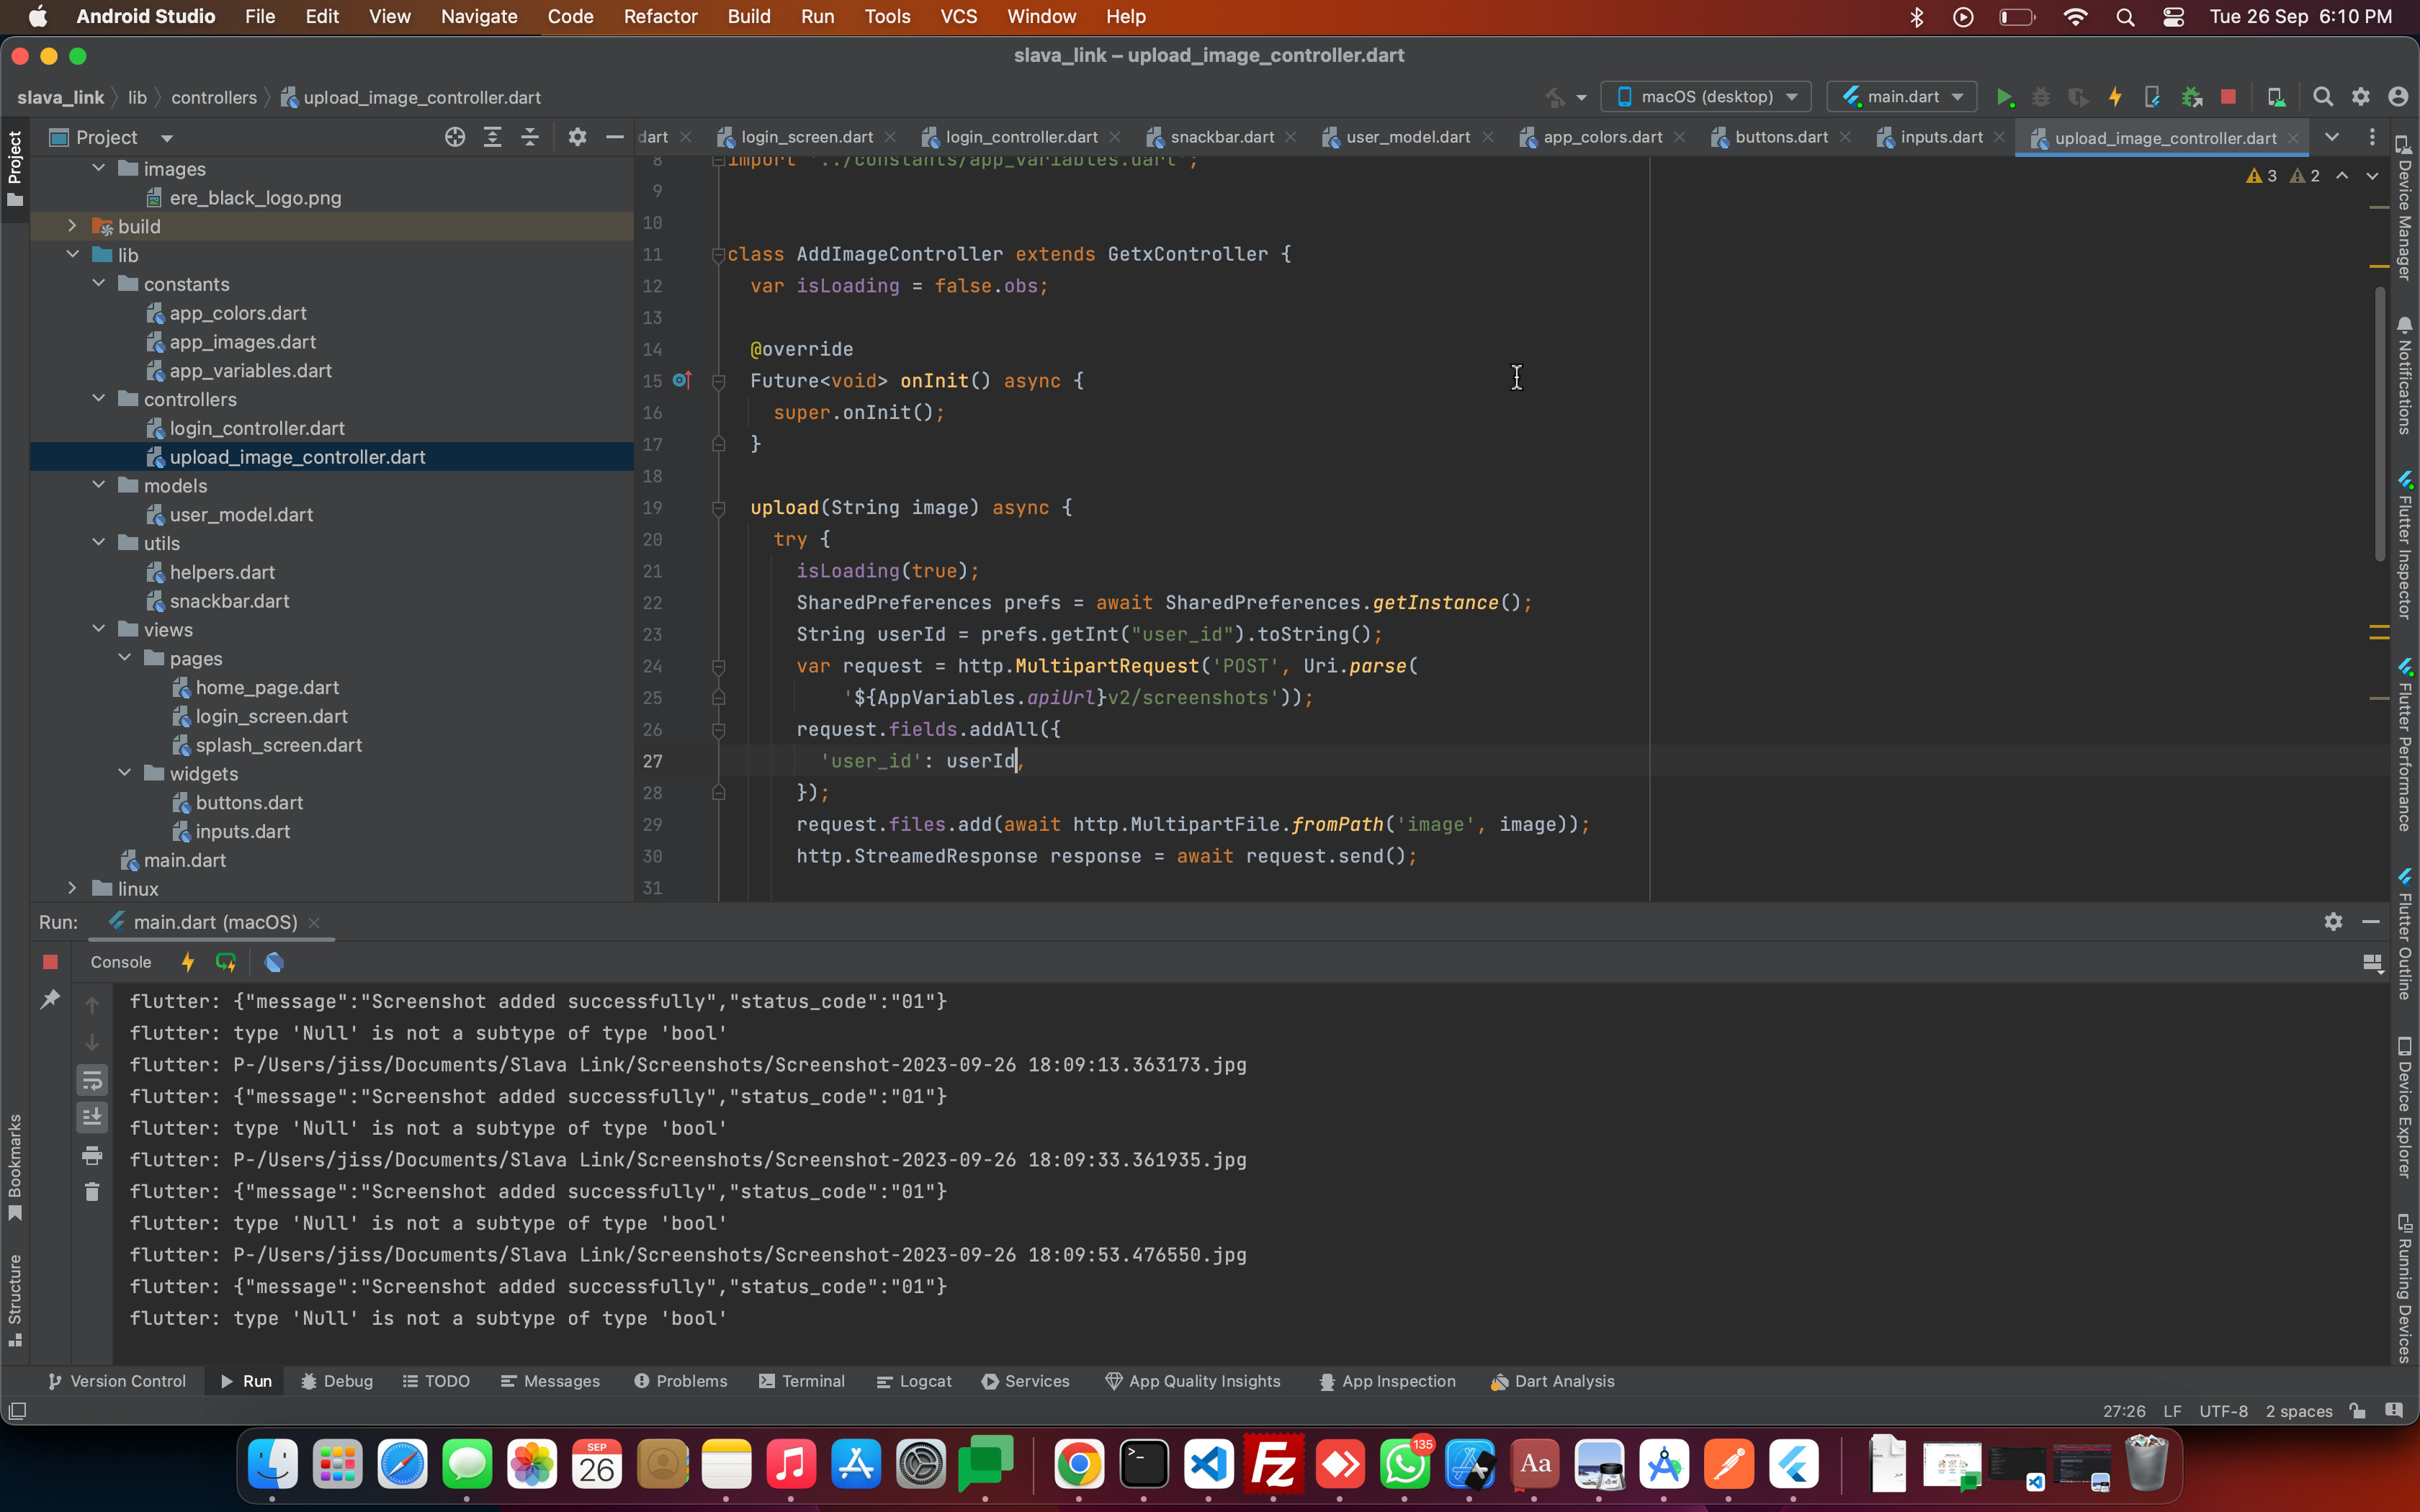 Android Studio File Edit View Navigate Code Refactor Build Run Tools VCS Window Help Tue 26 Sep 6:10 PM
slava_link – upload_image_controller.dart
slava_link lib controllers upload_image_controller.dart macOS (desktop) main.dart
Project dart login_screen.dart login_controller.dart snackbar.dart user_model.dart app_colors.dart buttons.dart inputs.dart upload_image_controller.dart
3 2
Project
Bookmarks
Structure
images
ere_black_logo.png
build
lib
constants
app_colors.dart
app_images.dart
app_variables.dart
controllers
login_controller.dart
upload_image_controller.dart
models
user_model.dart
utils
helpers.dart
snackbar.dart
views
pages
home_page.dart
login_screen.dart
splash_screen.dart
widgets
buttons.dart
inputs.dart
main.dart
linux
8 import '../constants/app_variables.dart';
9
10
11 class AddImageController extends GetxController {
12 var isLoading = false.obs;
13
14 @override
15 Future<void> onInit() async {
16 super.onInit();
17 }
18
19 upload(String image) async {
20 try {
21 isLoading(true);
22 SharedPreferences prefs = await SharedPreferences.getInstance();
23 String userId = prefs.getInt("user_id").toString();
24 var request = http.MultipartRequest('POST', Uri.parse(
25 '${AppVariables.apiUrl}v2/screenshots'));
26 request.fields.addAll({
27 'user_id': userId,
28 });
29 request.files.add(await http.MultipartFile.fromPath('image', image));
30 http.StreamedResponse response = await request.send();
31
Device Manager
Notifications
Flutter Inspector
Flutter Performance
Flutter Outline
Device Explorer
Running Devices
Run: main.dart (macOS)
Console
flutter: {"message":"Screenshot added successfully","status_code":"01"}
flutter: type 'Null' is not a subtype of type 'bool'
flutter: P-/Users/jiss/Documents/Slava Link/Screenshots/Screenshot-2023-09-26 18:09:13.363173.jpg
flutter: {"message":"Screenshot added successfully","status_code":"01"}
flutter: type 'Null' is not a subtype of type 'bool'
flutter: P-/Users/jiss/Documents/Slava Link/Screenshots/Screenshot-2023-09-26 18:09:33.361935.jpg
flutter: {"message":"Screenshot added successfully","status_code":"01"}
flutter: type 'Null' is not a subtype of type 'bool'
flutter: P-/Users/jiss/Documents/Slava Link/Screenshots/Screenshot-2023-09-26 18:09:53.476550.jpg
flutter: {"message":"Screenshot added successfully","status_code":"01"}
flutter: type 'Null' is not a subtype of type 'bool'
Version Control Run Debug TODO Messages Problems Terminal Logcat Services App Quality Insights App Inspection Dart Analysis
27:26 LF UTF-8 2 spaces
SEP
26
FZ
135
Aa